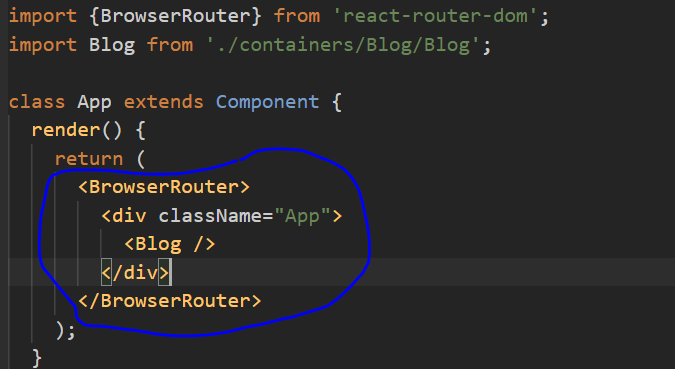 import {BrowserRouter} from 'react-router-dom';
import Blog from './containers/Blog/Blog';

class App extends Component {
  render() {
    return (
      <BrowserRouter>
        <div className="App">
          <Blog />
        </div>
      </BrowserRouter>
    );
  }